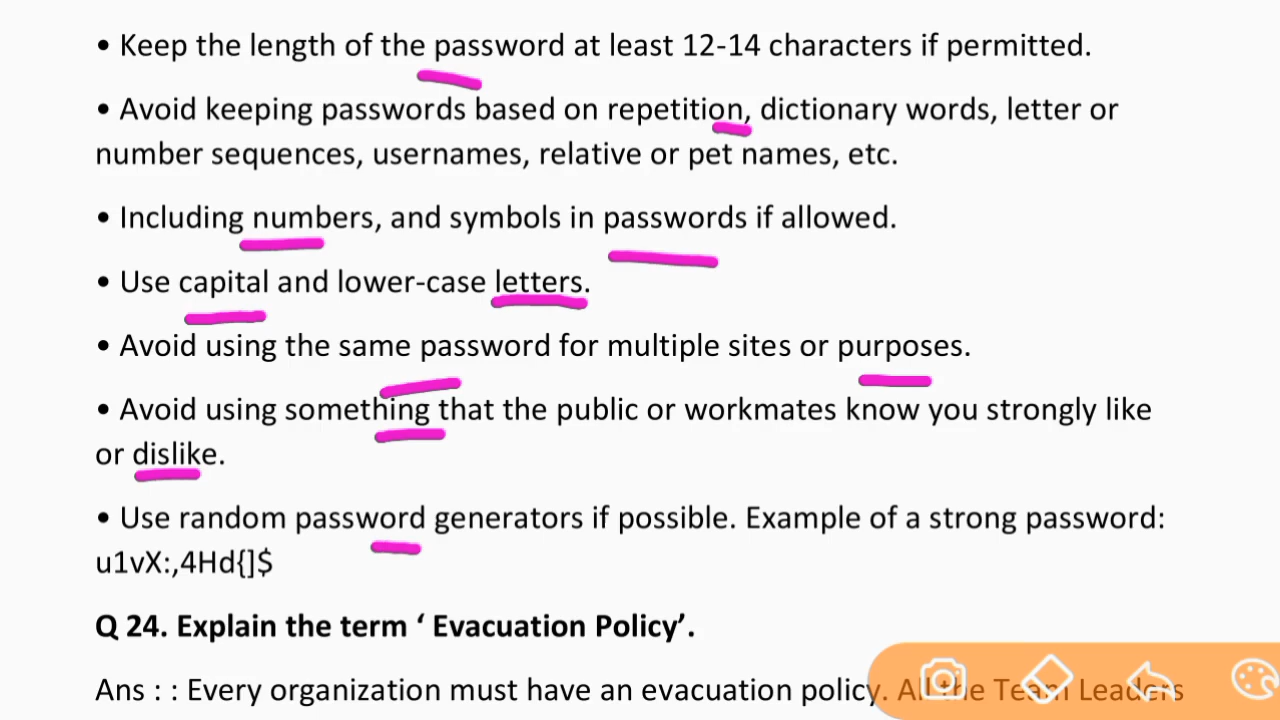 • Keep the length of the password at least 12-14 characters if permitted.
• Avoid keeping passwords based on repetition, dictionary words, letter or
number sequences, usernames, relative or pet names, etc.
• Including numbers, and symbols in passwords if allowed.
• Use capital and lower-case letters.
• Avoid using the same password for multiple sites or purposes.
• Avoid using something that the public or workmates know you strongly like
or dislike.
• Use random password generators if possible. Example of a strong password:
u1vX:,4Hd{]$
Q 24. Explain the term ‘ Evacuation Policy’.
Ans : : Every organization must have an evacuation policy. All the Team Leaders